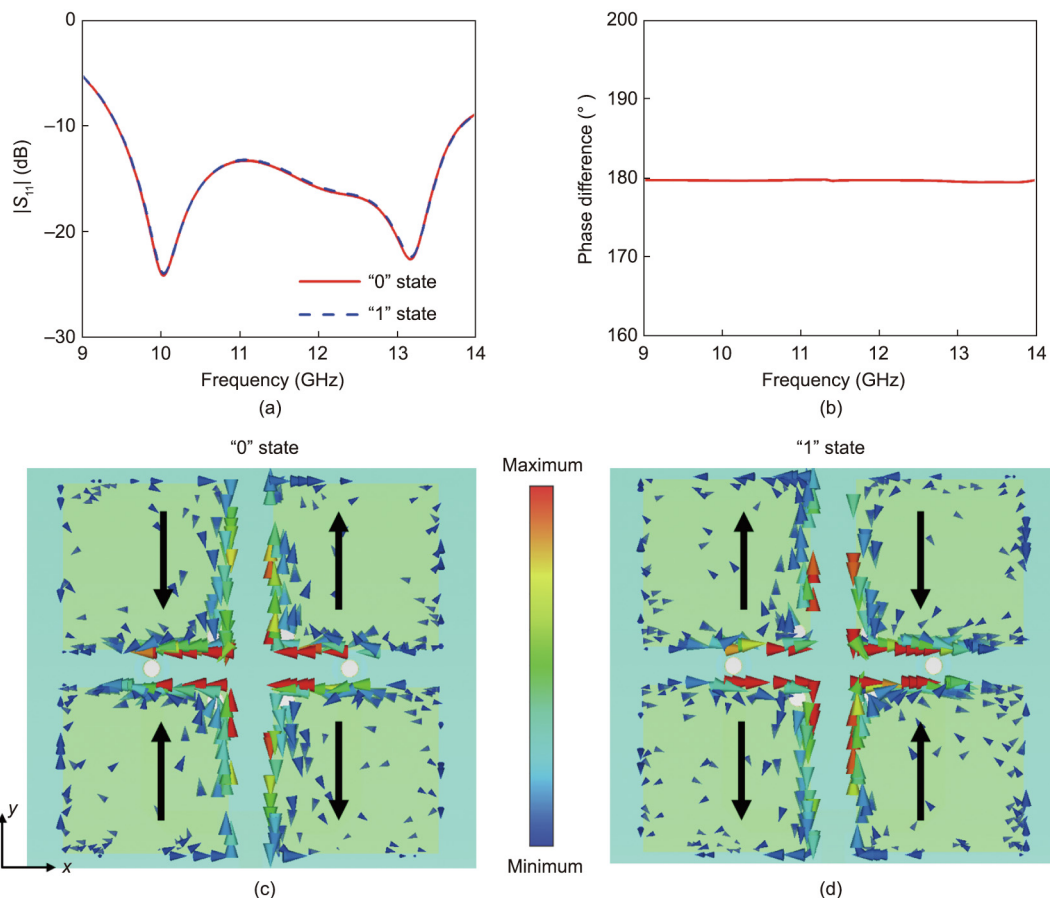 0
–10
–20
–30
|S₁₁| (dB)
“0” state
“1” state
9 10 11 12 13 14
Frequency (GHz)
(a)
200
190
180
170
160
Phase difference (° )
9 10 11 12 13 14
Frequency (GHz)
(b)
“0” state
Maximum
“1” state
y
x
Minimum
(c)
(d)